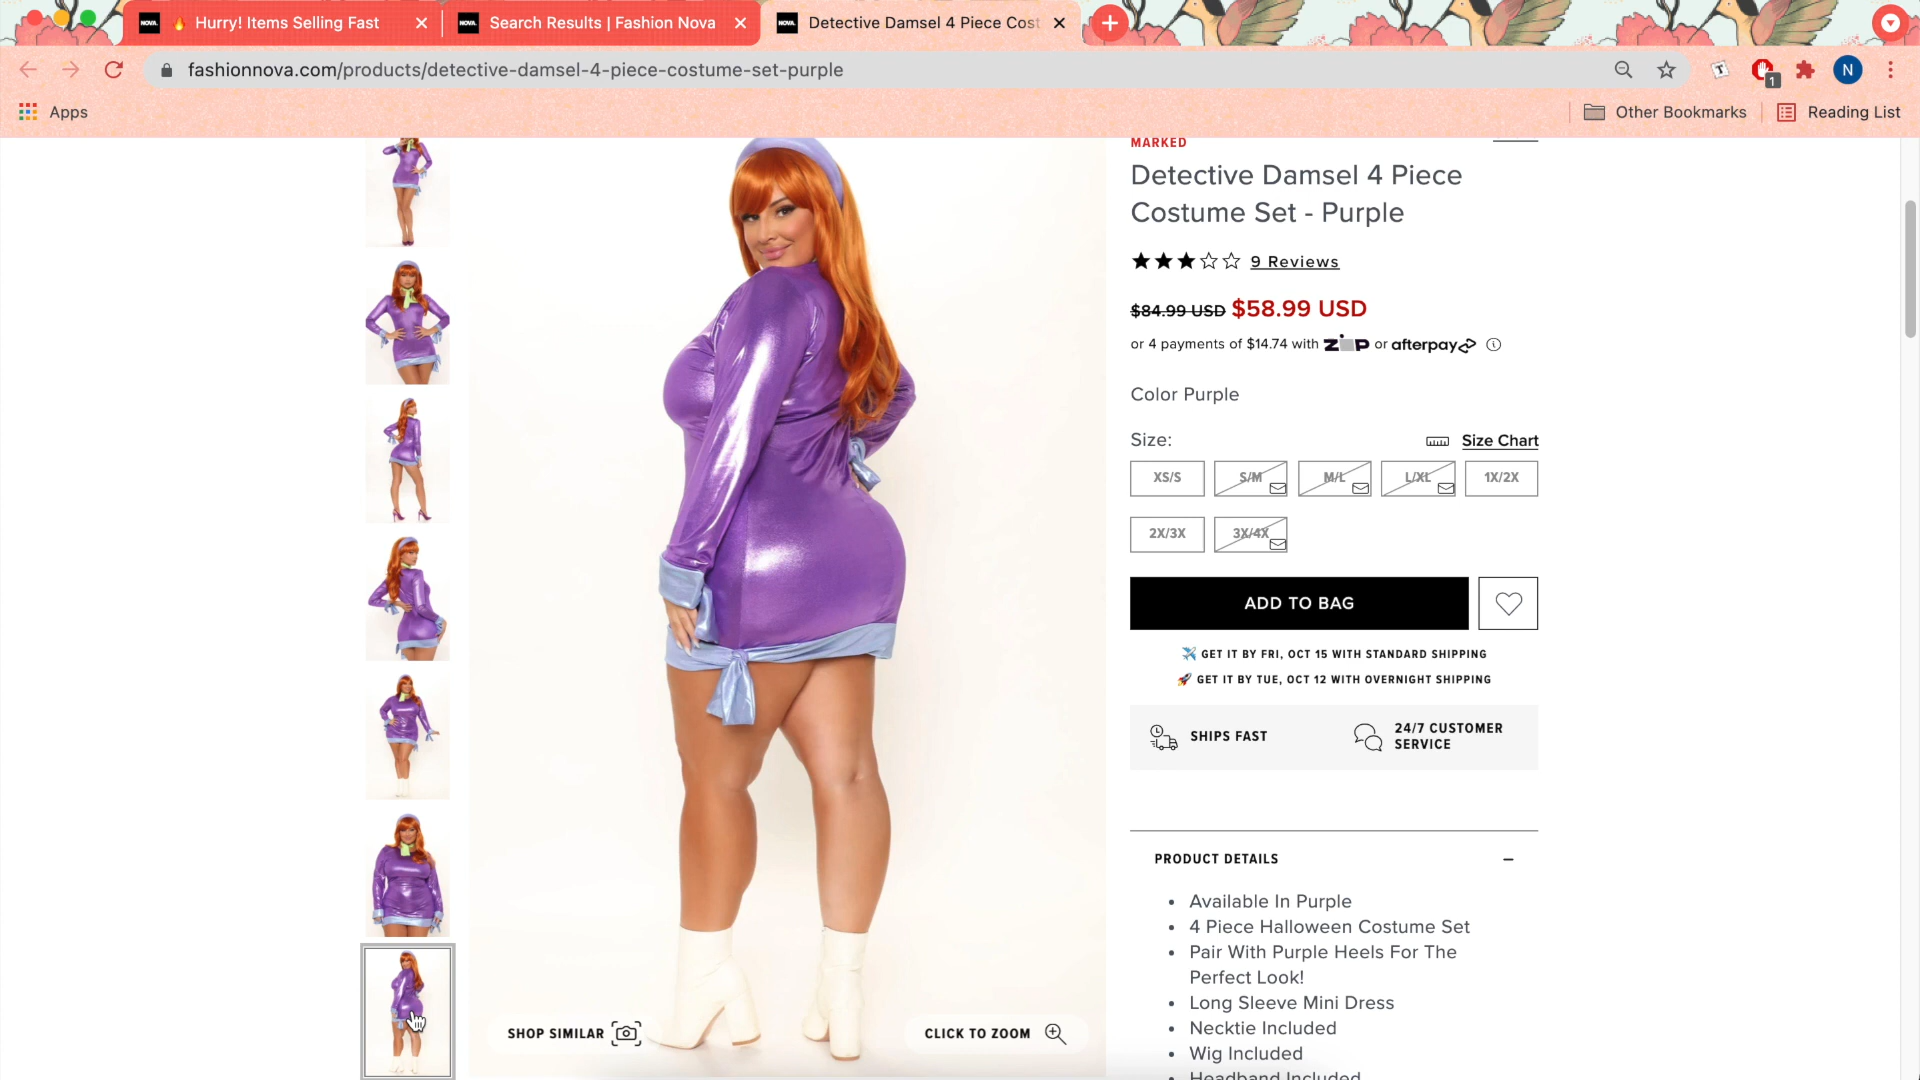 🔥 Hurry! Items Selling Fast
Search Results | Fashion Nova
Detective Damsel 4 Piece Cost
fashionnova.com/products/detective-damsel-4-piece-costume-set-purple
N
1
Apps
Other Bookmarks
Reading List
MARKED
Detective Damsel 4 Piece
Costume Set - Purple
9 Reviews
$84.99 USD $58.99 USD
or 4 payments of $14.74 with ZIP or afterpay
Color Purple
Size:
Size Chart
XS/S S/M M/L L/XL 1X/2X
2X/3X 3X/4X
ADD TO BAG
✈️ GET IT BY FRI, OCT 15 WITH STANDARD SHIPPING
🚀 GET IT BY TUE, OCT 12 WITH OVERNIGHT SHIPPING
SHIPS FAST
24/7 CUSTOMER
SERVICE
PRODUCT DETAILS
• Available In Purple
• 4 Piece Halloween Costume Set
• Pair With Purple Heels For The
Perfect Look!
• Long Sleeve Mini Dress
• Necktie Included
• Wig Included
Headband Included
SHOP SIMILAR
CLICK TO ZOOM